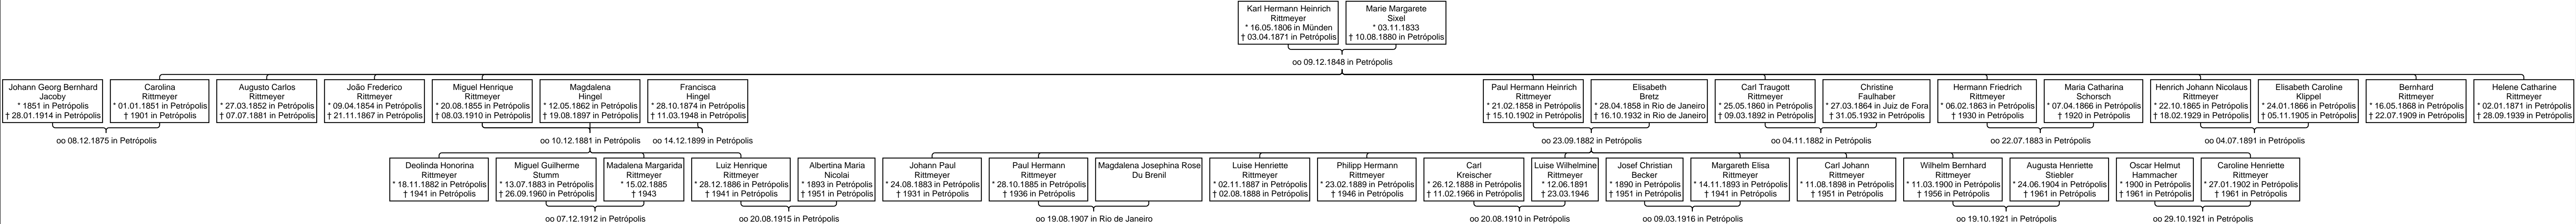 Karl Hermann Heinrich
Rittmeyer
* 16.05.1806 in Münden
† 03.04.1871 in Petrópolis
Marie Margarete
Sixel
* 03.11.1833
† 10.08.1880 in Petrópolis
oo 09.12.1848 in Petrópolis
Johann Georg Bernhard
Jacoby
* 1851 in Petrópolis
† 28.01.1914 in Petrópolis
Carolina
Rittmeyer
* 01.01.1851 in Petrópolis
† 1901 in Petrópolis
Augusto Carlos
Rittmeyer
* 27.03.1852 in Petrópolis
† 07.07.1881 in Petrópolis
João Frederico
Rittmeyer
* 09.04.1854 in Petrópolis
† 21.11.1867 in Petrópolis
Miguel Henrique
Rittmeyer
* 20.08.1855 in Petrópolis
† 08.03.1910 in Petrópolis
Magdalena
Hingel
* 12.05.1862 in Petrópolis
† 19.08.1897 in Petrópolis
Francisca
Hingel
* 28.10.1874 in Petrópolis
† 11.03.1948 in Petrópolis
Paul Hermann Heinrich
Rittmeyer
* 21.02.1858 in Petrópolis
† 15.10.1902 in Petrópolis
Elisabeth
Bretz
* 28.04.1858 in Rio de Janeiro
† 16.10.1932 in Rio de Janeiro
Carl Traugott
Rittmeyer
* 25.05.1860 in Petrópolis
† 09.03.1892 in Petrópolis
Christine
Faulhaber
* 27.03.1864 in Juiz de Fora
† 31.05.1932 in Petrópolis
Hermann Friedrich
Rittmeyer
* 06.02.1863 in Petrópolis
† 1930 in Petrópolis
Maria Catharina
Schorsch
* 07.04.1866 in Petrópolis
† 1920 in Petrópolis
Henrich Johann Nicolaus
Rittmeyer
* 22.10.1865 in Petrópolis
† 18.02.1929 in Petrópolis
Elisabeth Caroline
Klippel
* 24.01.1866 in Petrópolis
† 05.11.1905 in Petrópolis
Bernhard
Rittmeyer
* 16.05.1868 in Petrópolis
† 22.07.1909 in Petrópolis
Helene Catharine
Rittmeyer
* 02.01.1871 in Petrópolis
† 28.09.1939 in Petrópolis
oo 08.12.1875 in Petrópolis
oo 10.12.1881 in Petrópolis
oo 14.12.1899 in Petrópolis
oo 23.09.1882 in Petrópolis
oo 04.11.1882 in Petrópolis
oo 22.07.1883 in Petrópolis
oo 04.07.1891 in Petrópolis
Deolinda Honorina
Rittmeyer
* 18.11.1882 in Petrópolis
† 1941 in Petrópolis
Miguel Guilherme
Stumm
* 13.07.1883 in Petrópolis
† 26.09.1960 in Petrópolis
Madalena Margarida
Rittmeyer
* 15.02.1885
† 1943
Luiz Henrique
Rittmeyer
* 28.12.1886 in Petrópolis
† 1941 in Petrópolis
Albertina Maria
Nicolai
* 1893 in Petrópolis
† 1951 in Petrópolis
Johann Paul
Rittmeyer
* 24.08.1883 in Petrópolis
† 1931 in Petrópolis
Paul Hermann
Rittmeyer
* 28.10.1885 in Petrópolis
† 1936 in Petrópolis
Magdalena Josephina Rose
Du Brenil
Luise Henriette
Rittmeyer
* 02.11.1887 in Petrópolis
† 02.08.1888 in Petrópolis
Philipp Hermann
Rittmeyer
* 23.02.1889 in Petrópolis
† 1946 in Petrópolis
Carl
Kreischer
* 26.12.1888 in Petrópolis
† 11.02.1966 in Petrópolis
Luise Wilhelmine
Rittmeyer
* 12.06.1891
† 23.03.1946
Josef Christian
Becker
* 1890 in Petrópolis
† 1951 in Petrópolis
Margareth Elisa
Rittmeyer
* 14.11.1893 in Petrópolis
† 1941 in Petrópolis
Carl Johann
Rittmeyer
* 11.08.1898 in Petrópolis
† 1951 in Petrópolis
Wilhelm Bernhard
Rittmeyer
* 11.03.1900 in Petrópolis
† 1956 in Petrópolis
Augusta Henriette
Stiebler
* 24.06.1904 in Petrópolis
† 1961 in Petrópolis
Oscar Helmut
Hammacher
* 1900 in Petrópolis
† 1961 in Petrópolis
Caroline Henriette
Rittmeyer
* 27.01.1902 in Petrópolis
† 1961 in Petrópolis
oo 07.12.1912 in Petrópolis
oo 20.08.1915 in Petrópolis
oo 19.08.1907 in Rio de Janeiro
oo 20.08.1910 in Petrópolis
oo 09.03.1916 in Petrópolis
oo 19.10.1921 in Petrópolis
oo 29.10.1921 in Petrópolis